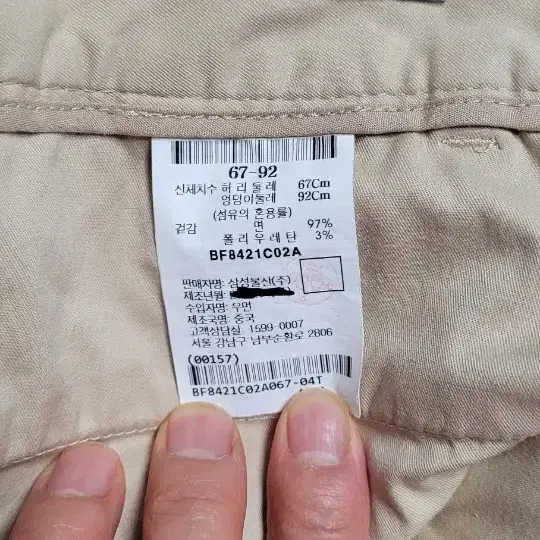 67-92
신체치수 허리둘레 67Cm
엉덩이둘레 92Cm
(섬유의 혼용률)
겉감 면 97%
폴리우레탄 3%
BF8421C02A
판매자명: 삼성물산(주)
제조년월:
수입자명: 무먼
제조국명: 중국
고객상담실: 1599-0007
서울 강남구 남부순환로 2806
(00157)
BF8421C02A067-04T